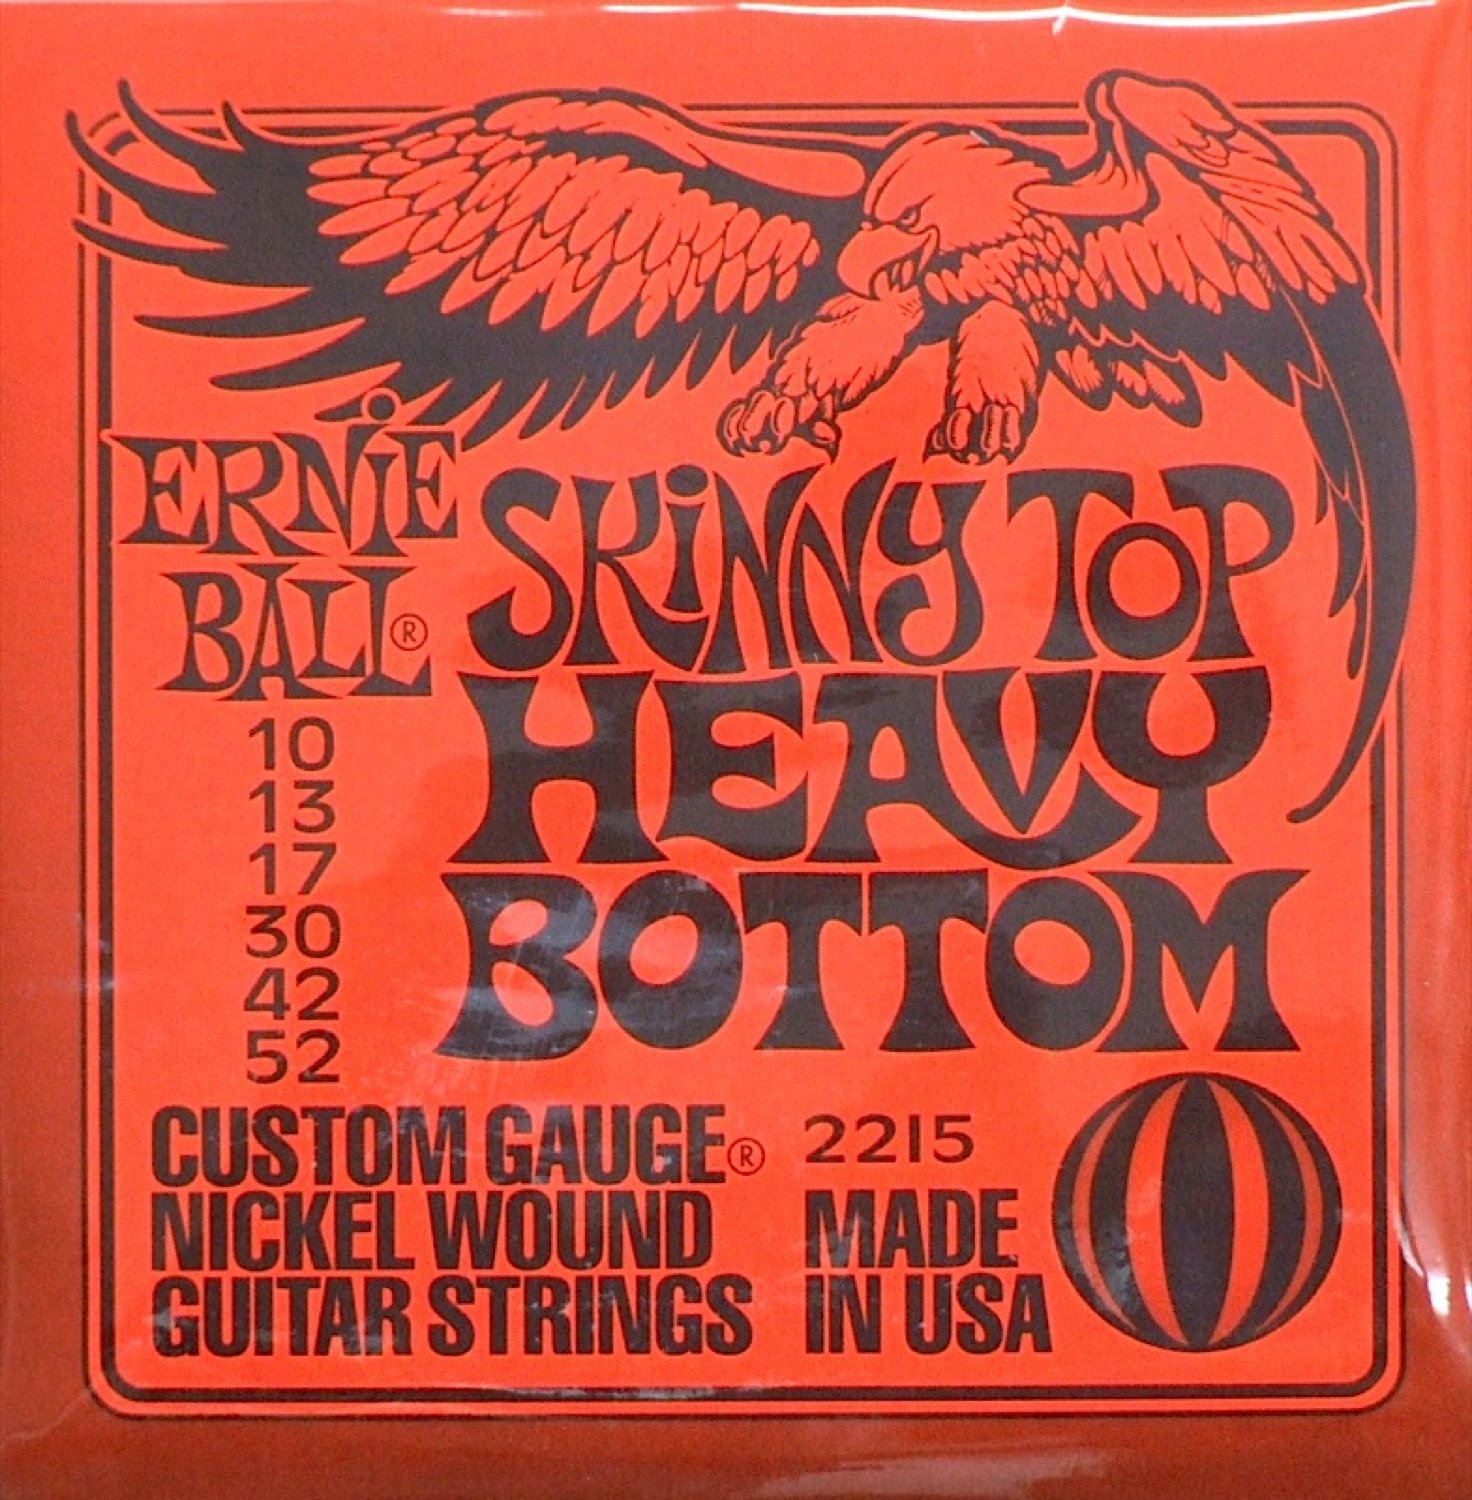 ERNiE
BALL®
SKiNNY TOP
HEAVY
BOTTOM
10
13
17
30
42
52
CUSTOM GAUGE®
NICKEL WOUND
GUITAR STRINGS
2215
MADE
IN USA